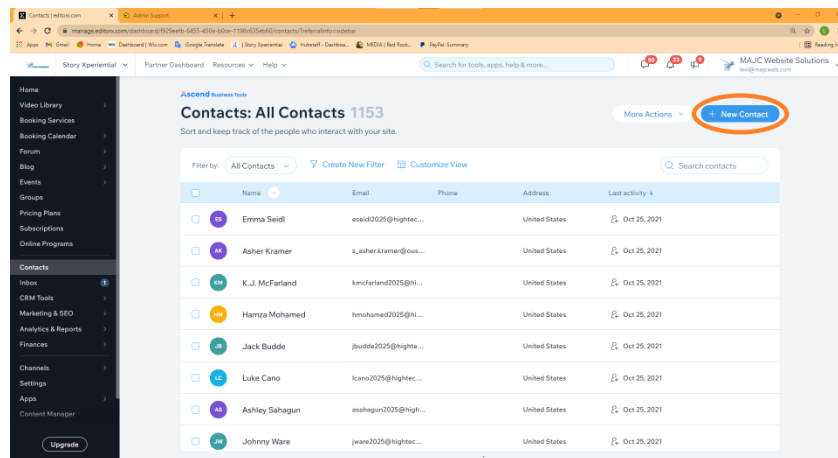 Contacts | editorx.com
Admin Support
manage.editorx.com/dashboard/f929eefb-6455-450e-b0se-1198c635eb60/contacts/?referralInfo=sidebar
Apps Gmail Home Dashboard | Wix.com Google Translate (Story Xperiential Hubstaff - Dashboa... MEDIA | Red Rock... PayPal: Summary Reading li
Story Xperiential Partner Dashboard Resources Help Search for tools, apps, help & more... 50 33 9 MAJC Website Solutions
lexi@majcweb.com
Home
Video Library
Booking Services
Booking Calendar
Forum
Blog
Events
Groups
Pricing Plans
Subscriptions
Online Programs
Contacts
Inbox 1
CRM Tools
Marketing & SEO
Analytics & Reports
Finances
Channels
Settings
Apps
Content Manager
Upgrade
Ascend Business Tools
Contacts: All Contacts 1153
Sort and keep track of the people who interact with your site.
More Actions
+ New Contact
Filter by: All Contacts Create New Filter Customize View Search contacts
Name Email Phone Address Last activity
ES Emma Seidl eseidl2025@hightec... United States Oct 25, 2021
AK Asher Kramer s_asher.kramer@ous... United States Oct 25, 2021
KM K.J. McFarland kmcfarland2025@hi... United States Oct 25, 2021
HM Hamza Mohamed hmohamed2025@hi... United States Oct 25, 2021
JB Jack Budde jbudde2025@highte... United States Oct 25, 2021
LC Luke Cano lcano2025@hightec... United States Oct 25, 2021
AS Ashley Sahagun asahagun2025@high... United States Oct 25, 2021
JW Johnny Ware jware2025@hightec... United States Oct 25, 2021